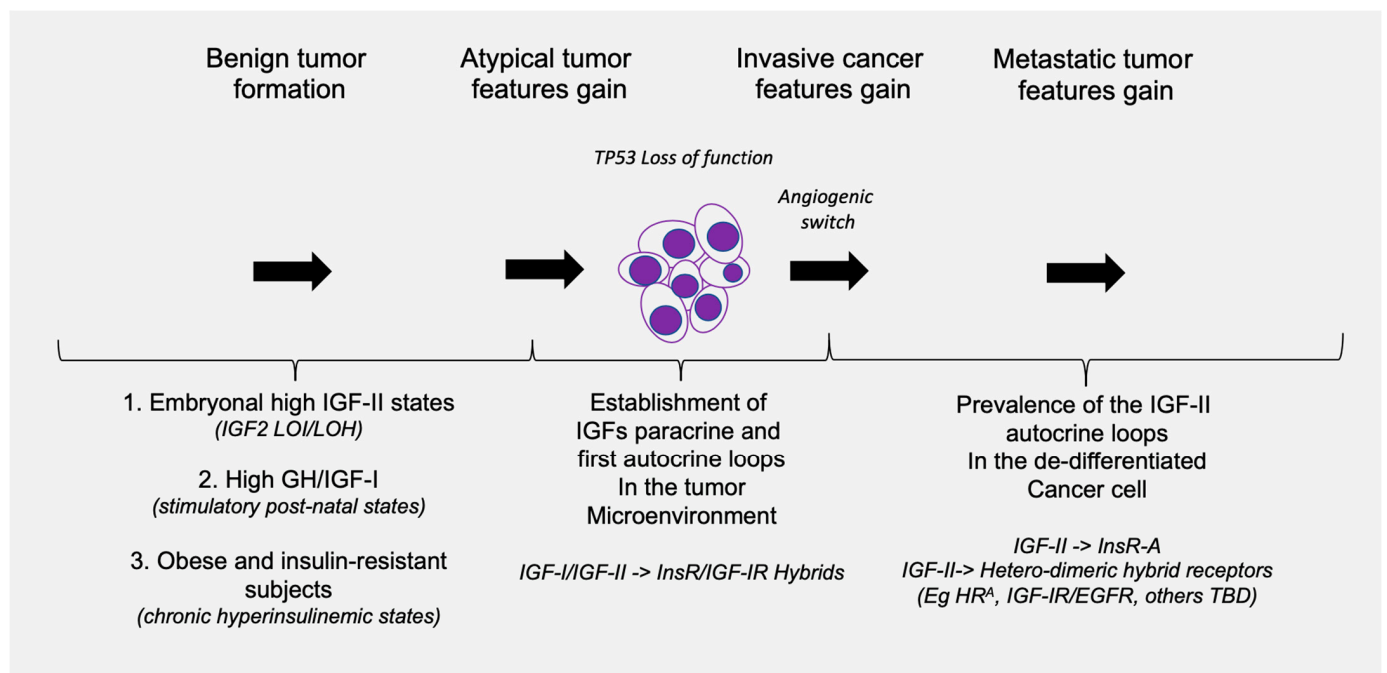 Benign tumor
formation
Atypical tumor
features gain
Invasive cancer
features gain
Metastatic tumor
features gain
TP53 Loss of function
Angiogenic
switch
1. Embryonal high IGF-II states
(IGF2 LOI/LOH)
2. High GH/IGF-I
(stimulatory post-natal states)
3. Obese and insulin-resistant
subjects
(chronic hyperinsulinemic states)
Establishment of
IGFs paracrine and
first autocrine loops
In the tumor
Microenvironment
IGF-I/IGF-II -> InsR/IGF-IR Hybrids
Prevalence of the IGF-II
autocrine loops
In the de-differentiated
Cancer cell
IGF-II -> InsR-A
IGF-II-> Hetero-dimeric hybrid receptors
(Eg HRᴬ, IGF-IR/EGFR, others TBD)